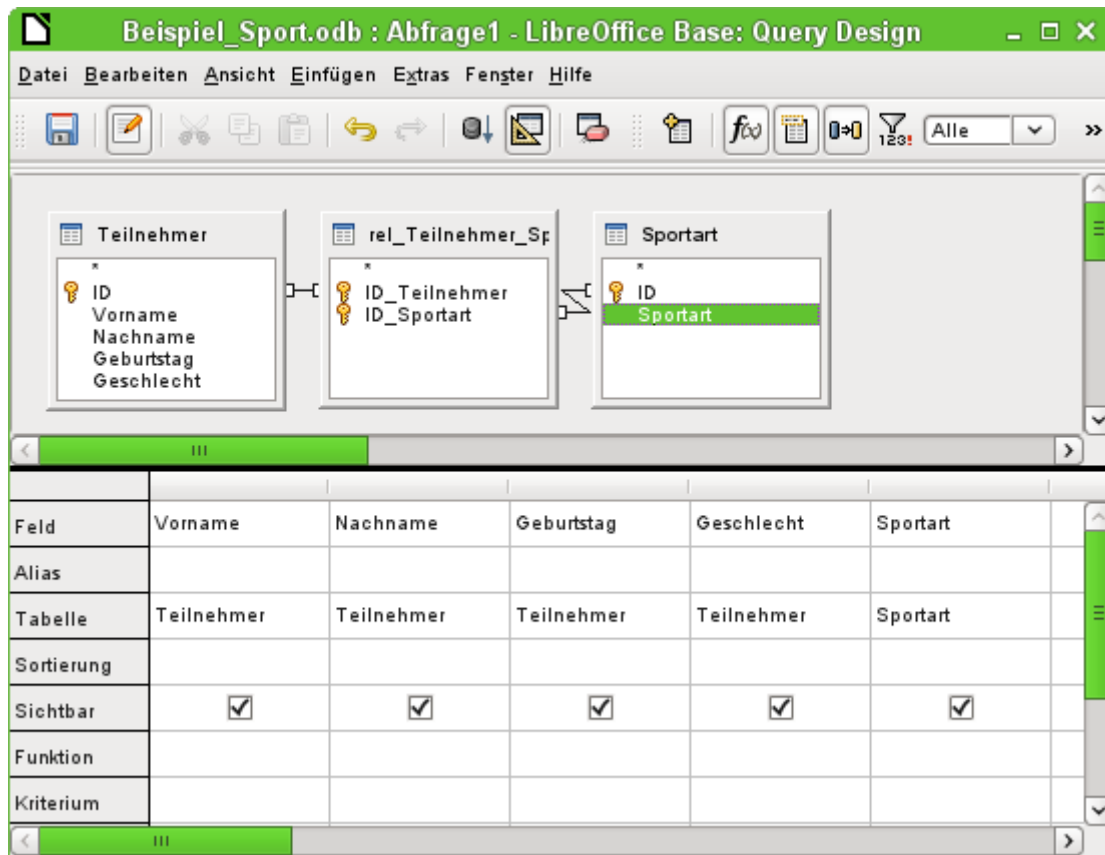 Beispiel_Sport.odb : Abfrage1 - LibreOffice Base: Query Design
Datei Bearbeiten Ansicht Einfügen Extras Fenster Hilfe
f(x) 123! Alle »
Teilnehmer rel_Teilnehmer_Sp Sportart
* * *
ID ID_Teilnehmer ID
Vorname ID_Sportart Sportart
Nachname
Geburtstag
Geschlecht
Feld Vorname Nachname Geburtstag Geschlecht Sportart
Alias
Tabelle Teilnehmer Teilnehmer Teilnehmer Teilnehmer Sportart
Sortierung
Sichtbar
Funktion
Kriterium